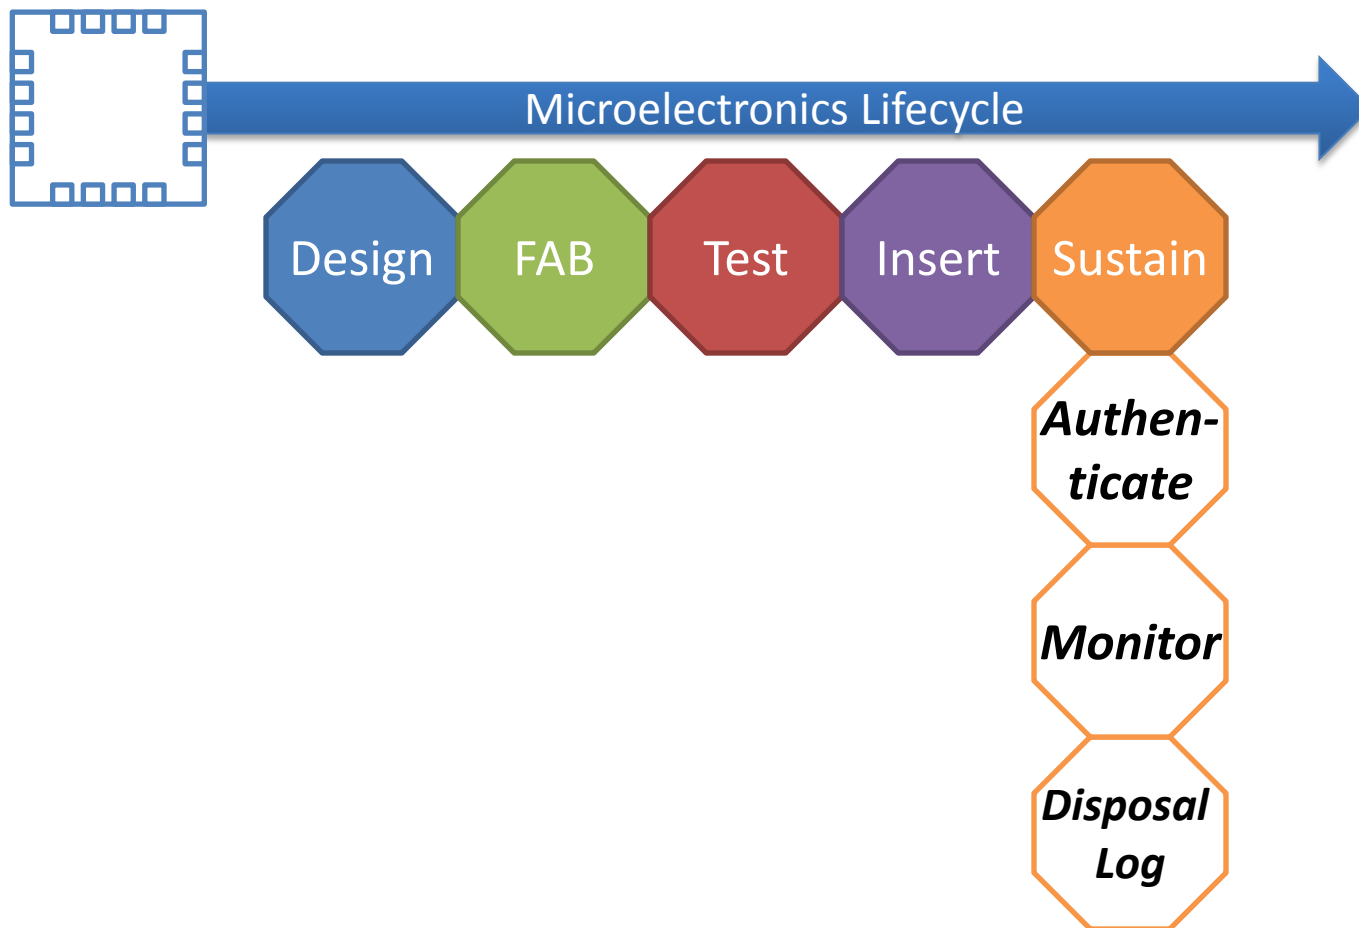 Microelectronics Lifecycle
Design
FAB
Test
Insert
Sustain
Authen-
ticate
Monitor
Disposal
Log